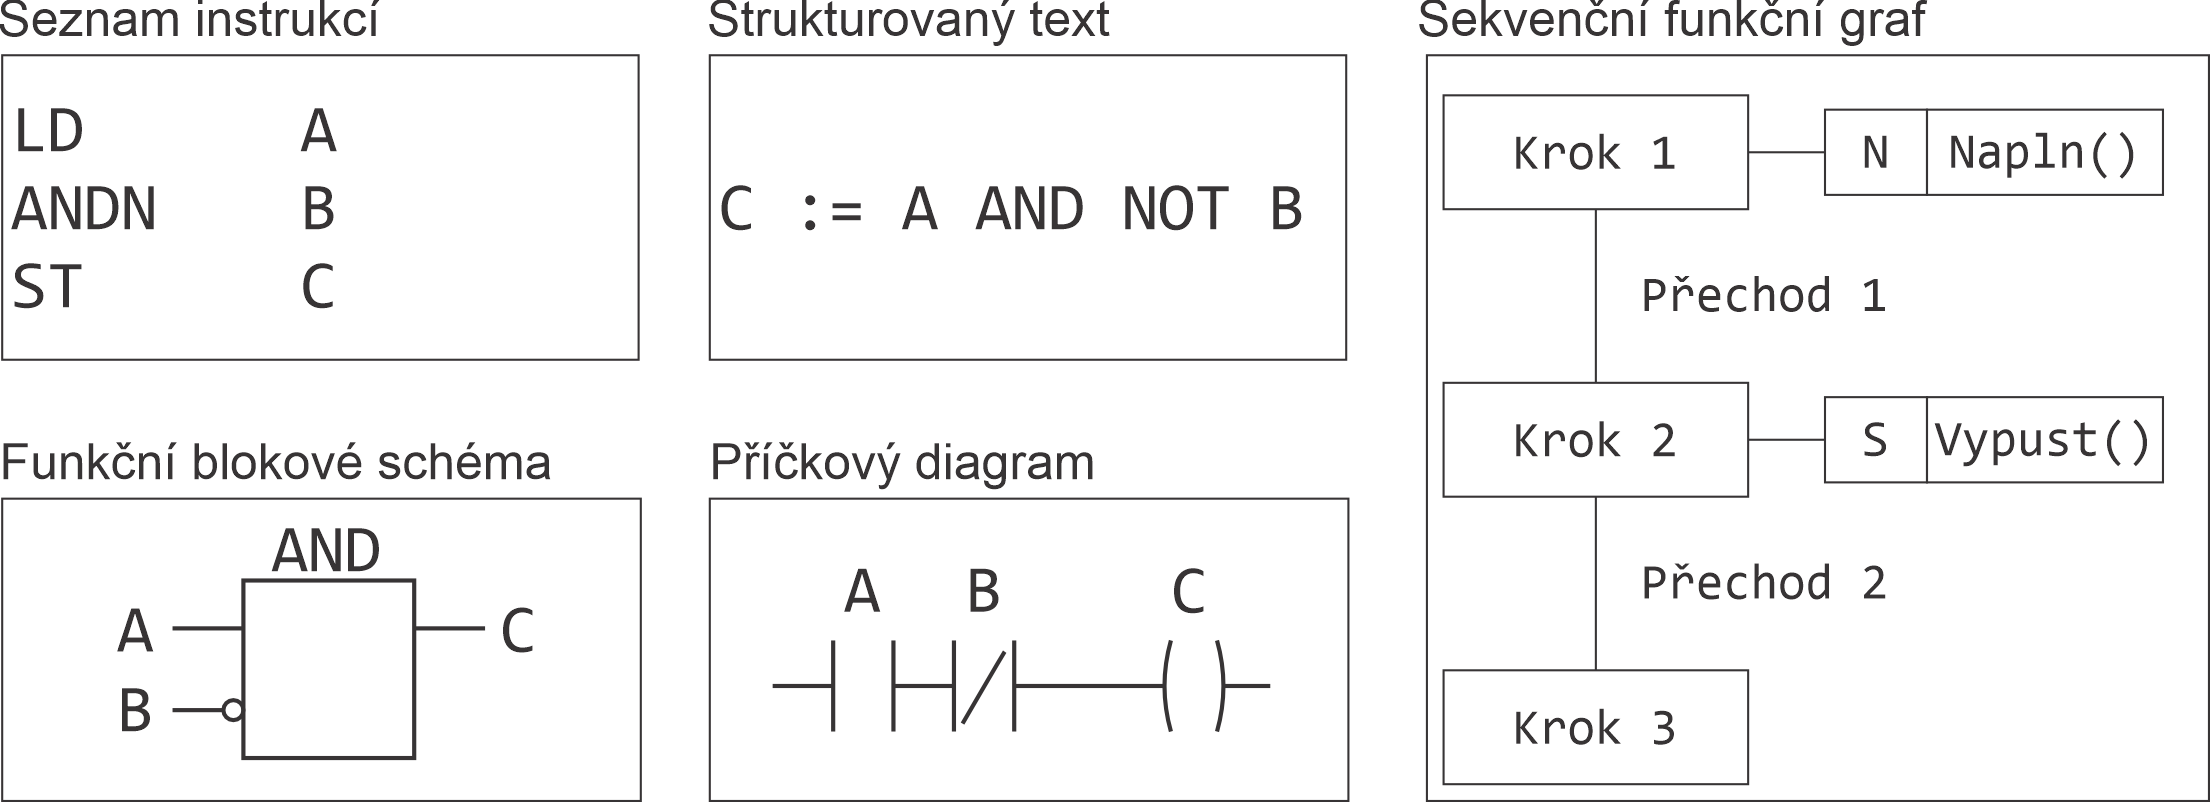 Seznam instrukcí
LD A
ANDN B
ST C
Strukturovaný text
C := A AND NOT B
Sekvenční funkční graf
Krok 1 N Napln()
Přechod 1
Krok 2 S Vypust()
Přechod 2
Krok 3
Funkční blokové schéma
AND
A C
B
Příčkový diagram
A B C